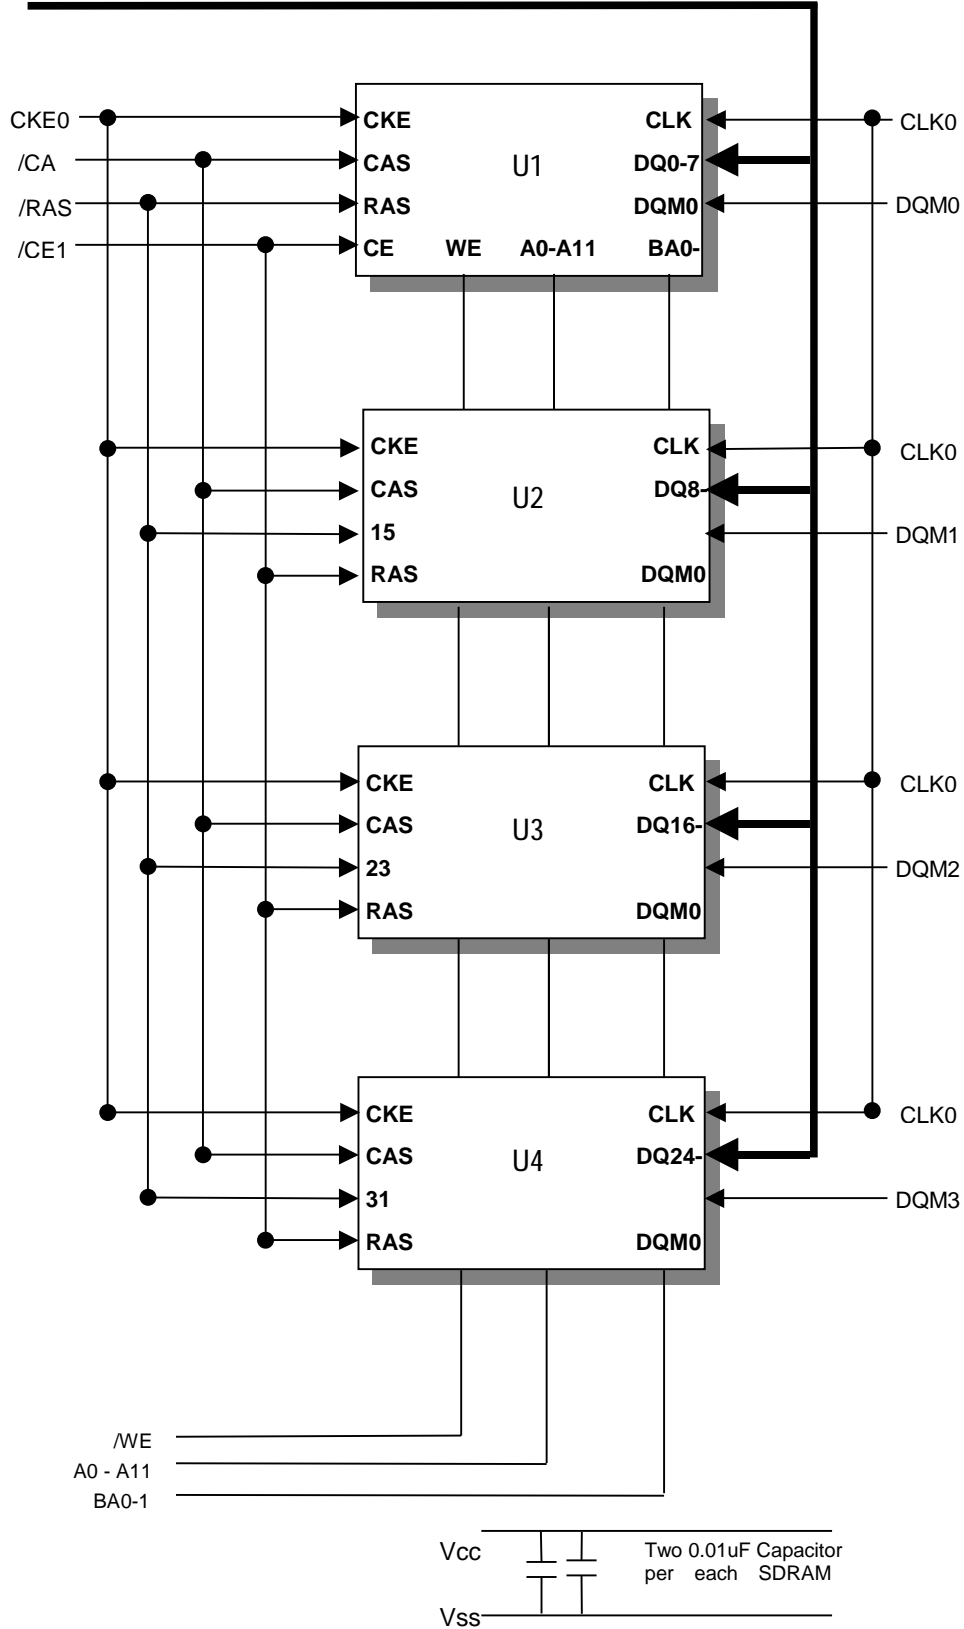 CKE0 CKE CLK CLK0
/CA CAS U1 DQ0-7
/RAS RAS DQM0 DQM0
/CE1 CE WE A0-A11 BA0-
CKE CLK CLK0
CAS U2 DQ8-
15 DQM1
RAS DQM0
CKE CLK CLK0
CAS U3 DQ16-
23 DQM2
RAS DQM0
CKE CLK CLK0
CAS U4 DQ24-
31 DQM3
RAS DQM0
/WE
A0 - A11
BA0-1
Vcc
Two 0.01uF Capacitor
per each SDRAM
Vss